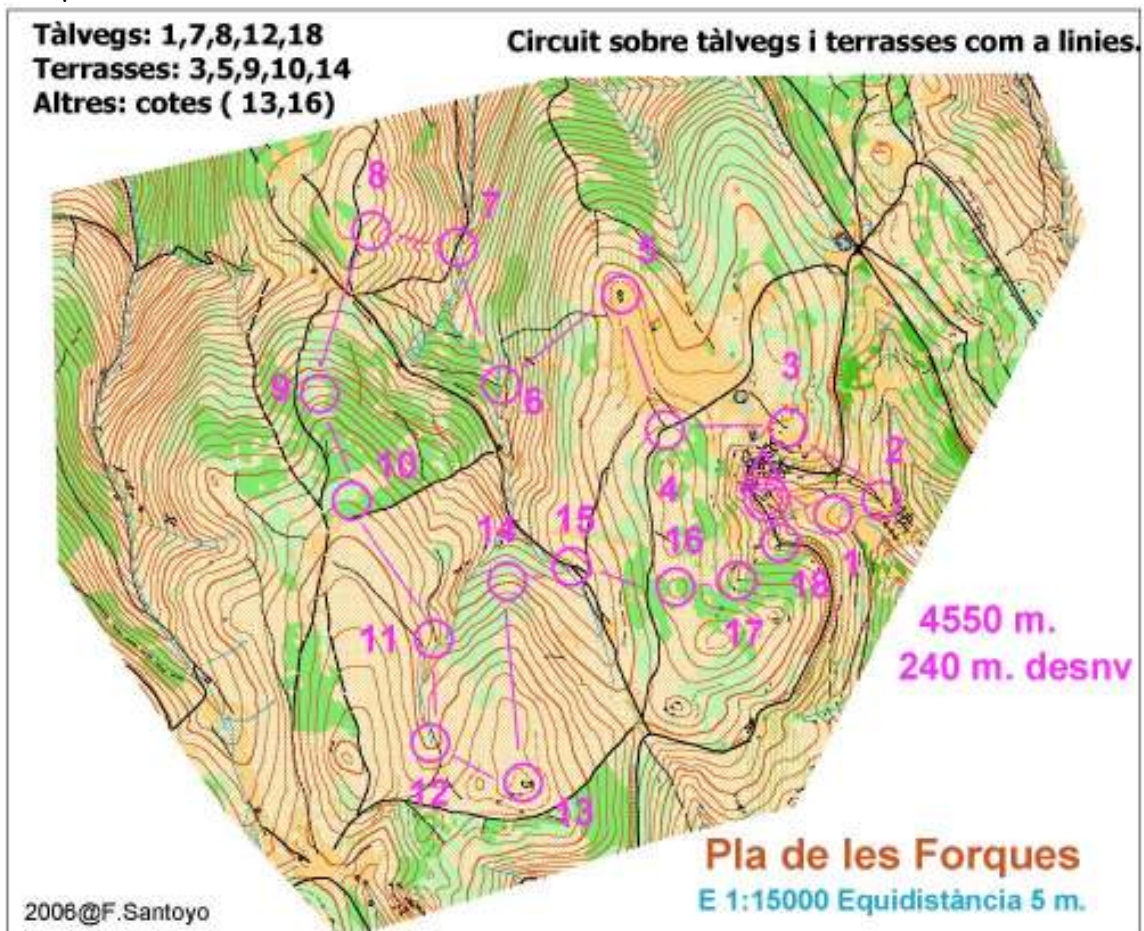 Tàlvegs: 1,7,8,12,18
Terrasses: 3,5,9,10,14
Altres: cotes ( 13,16)
Circuit sobre tàlvegs i terrasses com a linies.
8
7
5
3
9
6
2
10
4
14
15
16
1
18
11
17
12
13
4550 m.
240 m. desnv
Pla de les Forques
E 1:15000 Equidistància 5 m.
2006@F.Santoyo